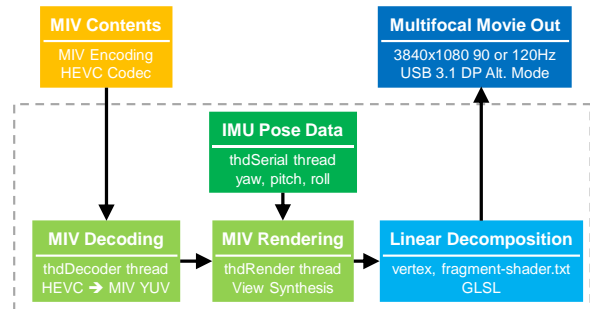 MIV Contents
MIV Encoding
HEVC Codec
Multifocal Movie Out
3840x1080 90 or 120Hz
USB 3.1 DP Alt. Mode
IMU Pose Data
thdSerial thread
yaw, pitch, roll
MIV Decoding
thdDecoder thread
HEVC ➔ MIV YUV
MIV Rendering
thdRender thread
View Synthesis
Linear Decomposition
vertex, fragment-shader.txt
GLSL